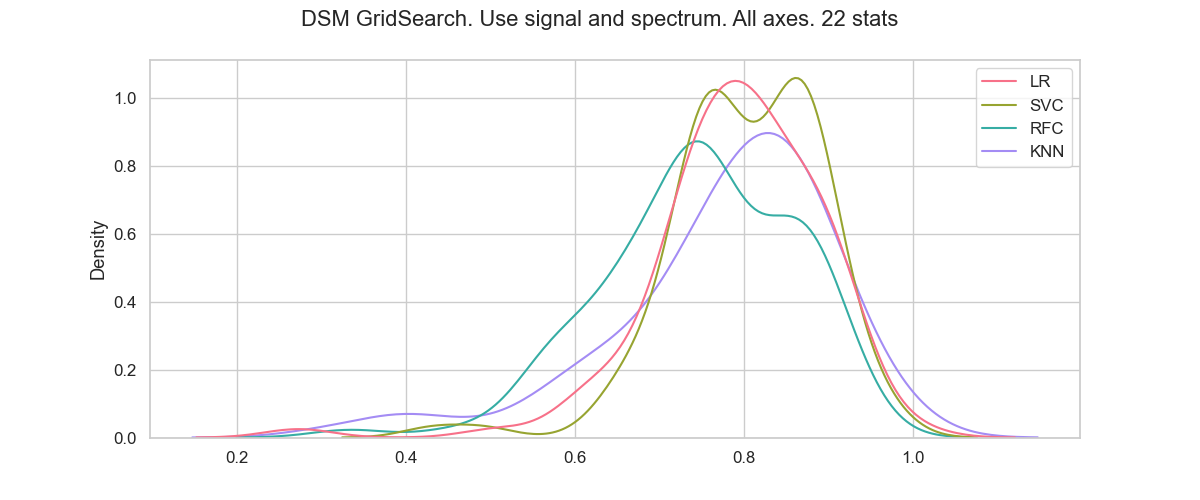 DSM GridSearch. Use signal and spectrum. All axes. 22 stats
LR
SVC
RFC
KNN
Density
1.0
0.8
0.6
0.4
0.2
0.0
0.2 0.4 0.6 0.8 1.0